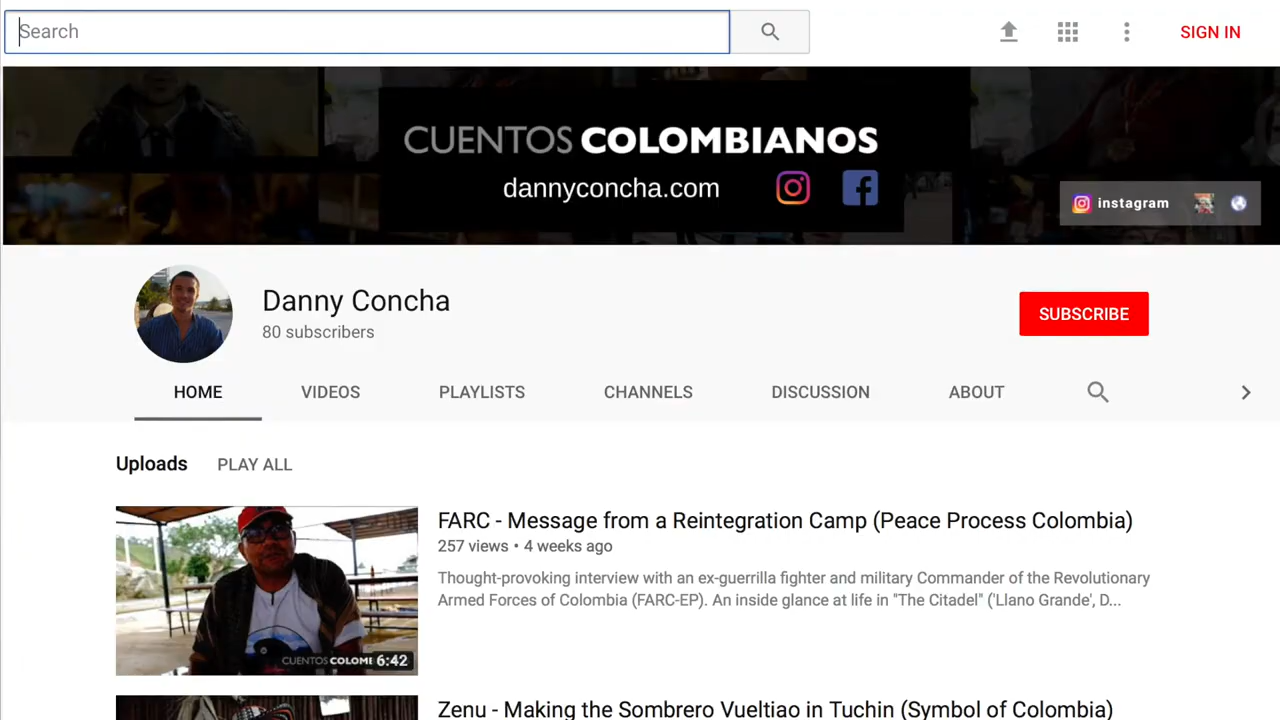 Search
SIGN IN
CUENTOS COLOMBIANOS
dannyconcha.com
instagram
Danny Concha
80 subscribers
SUBSCRIBE
HOME VIDEOS PLAYLISTS CHANNELS DISCUSSION ABOUT
Uploads PLAY ALL
FARC - Message from a Reintegration Camp (Peace Process Colombia)
257 views • 4 weeks ago
Thought-provoking interview with an ex-guerrilla fighter and military Commander of the Revolutionary
Armed Forces of Colombia (FARC-EP). An inside glance at life in "The Citadel" ('Llano Grande', D...
CUENTOS COLOME 6:42
Zenu - Making the Sombrero Vueltiao in Tuchin (Symbol of Colombia)